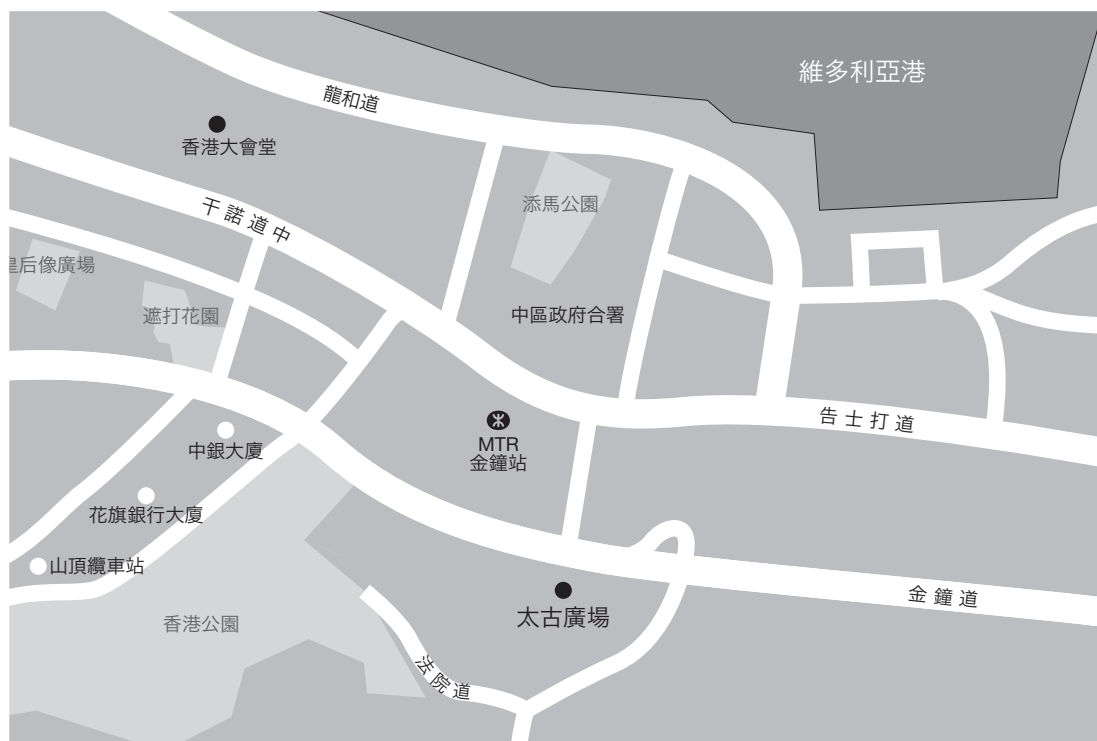 維多利亞港
龍和道
香港大會堂
添馬公園
干諾道中
皇后像廣場
遮打花園
中區政府合署
告士打道
MTR
金鐘站
中銀大廈
花旗銀行大廈
山頂纜車站
金鐘道
太古廣場
香港公園
法院道